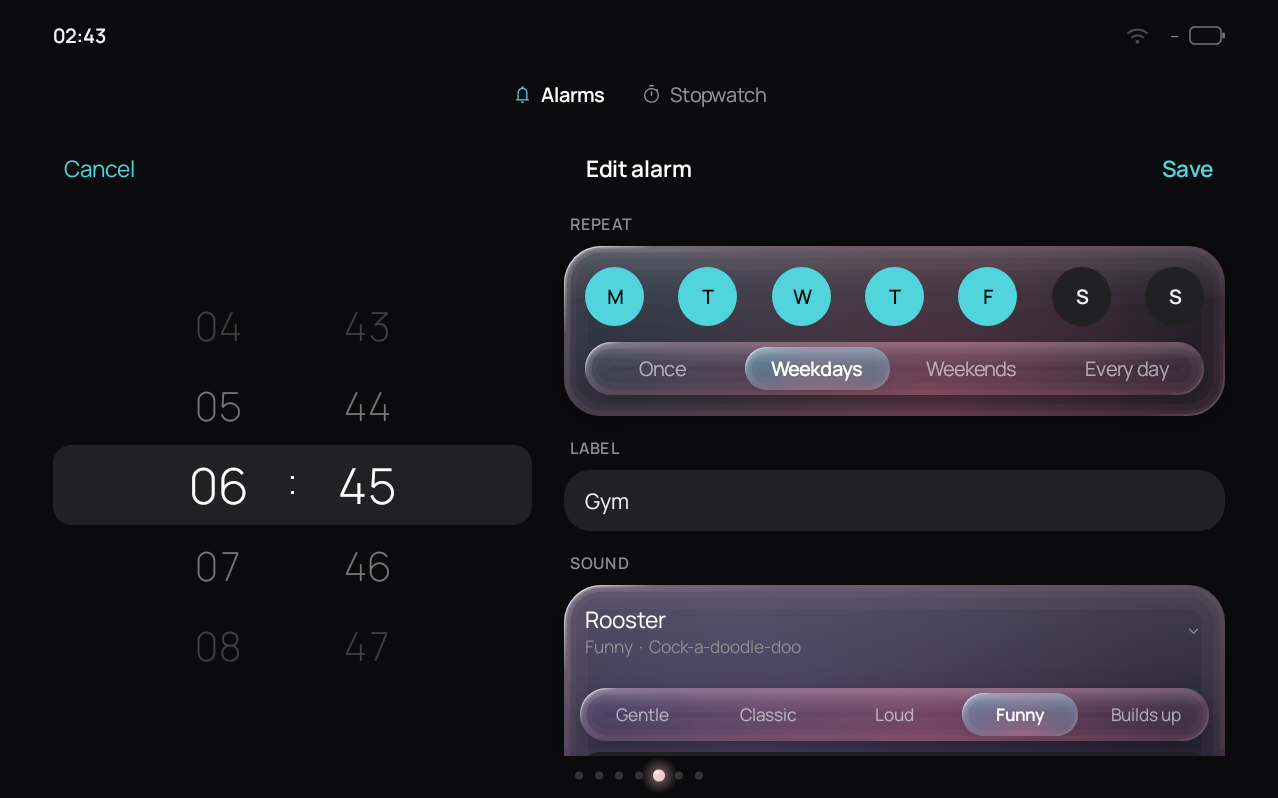 02:43
Alarms Stopwatch
Cancel Edit alarm Save
REPEAT
M T W T F S S
Once Weekdays Weekends Every day
LABEL
Gym
SOUND
Rooster
Funny · Cock-a-doodle-doo
Gentle Classic Loud Funny Builds up
04 43
05 44
06 : 45
07 46
08 47